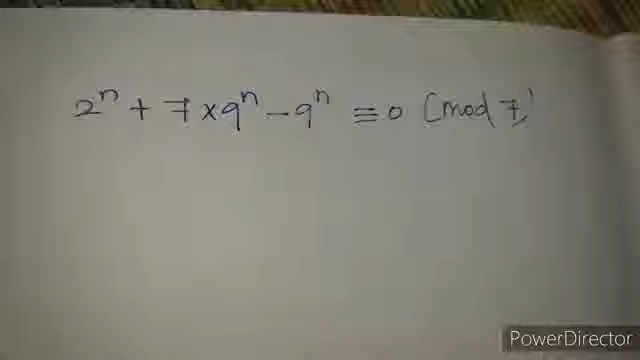 2ⁿ + 7 × 9ⁿ − 9ⁿ ≡ 0 (mod 7)
PowerDirector